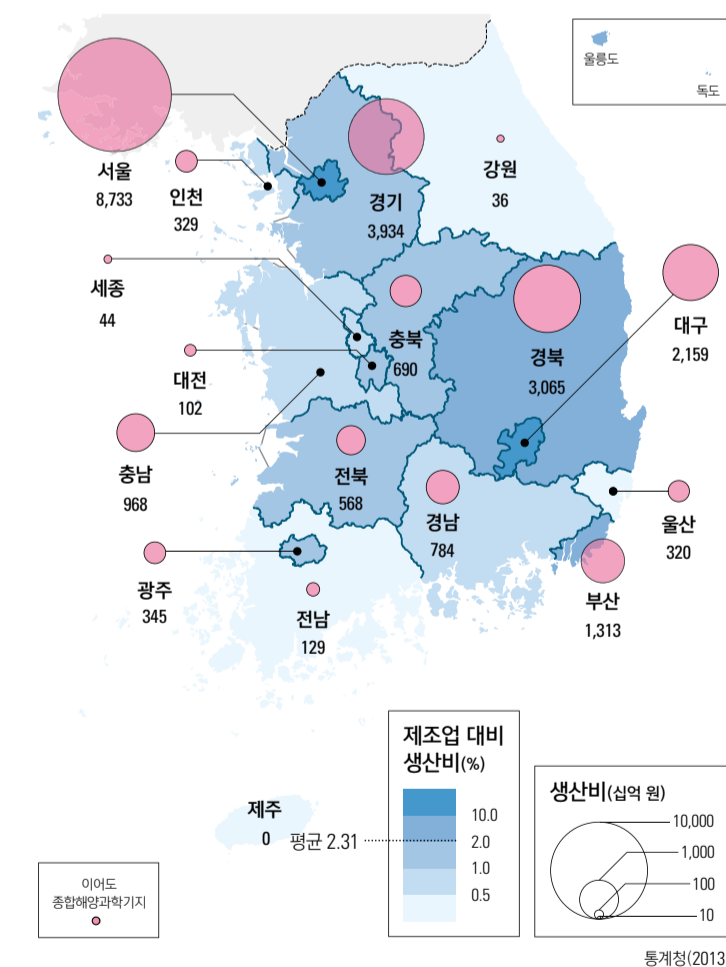 울릉도
독도
서울
8,733
인천
329
경기
3,934
강원
36
세종
44
대구
2,159
충북
690
경북
3,065
대전
102
충남
968
전북
568
경남
784
울산
320
광주
345
전남
129
부산
1,313
제주
0
평균 2.31
제조업 대비
생산비(%)
10.0
2.0
1.0
0.5
생산비(십억 원)
10,000
1,000
100
10
이어도
종합해양과학기지
통계청(2013